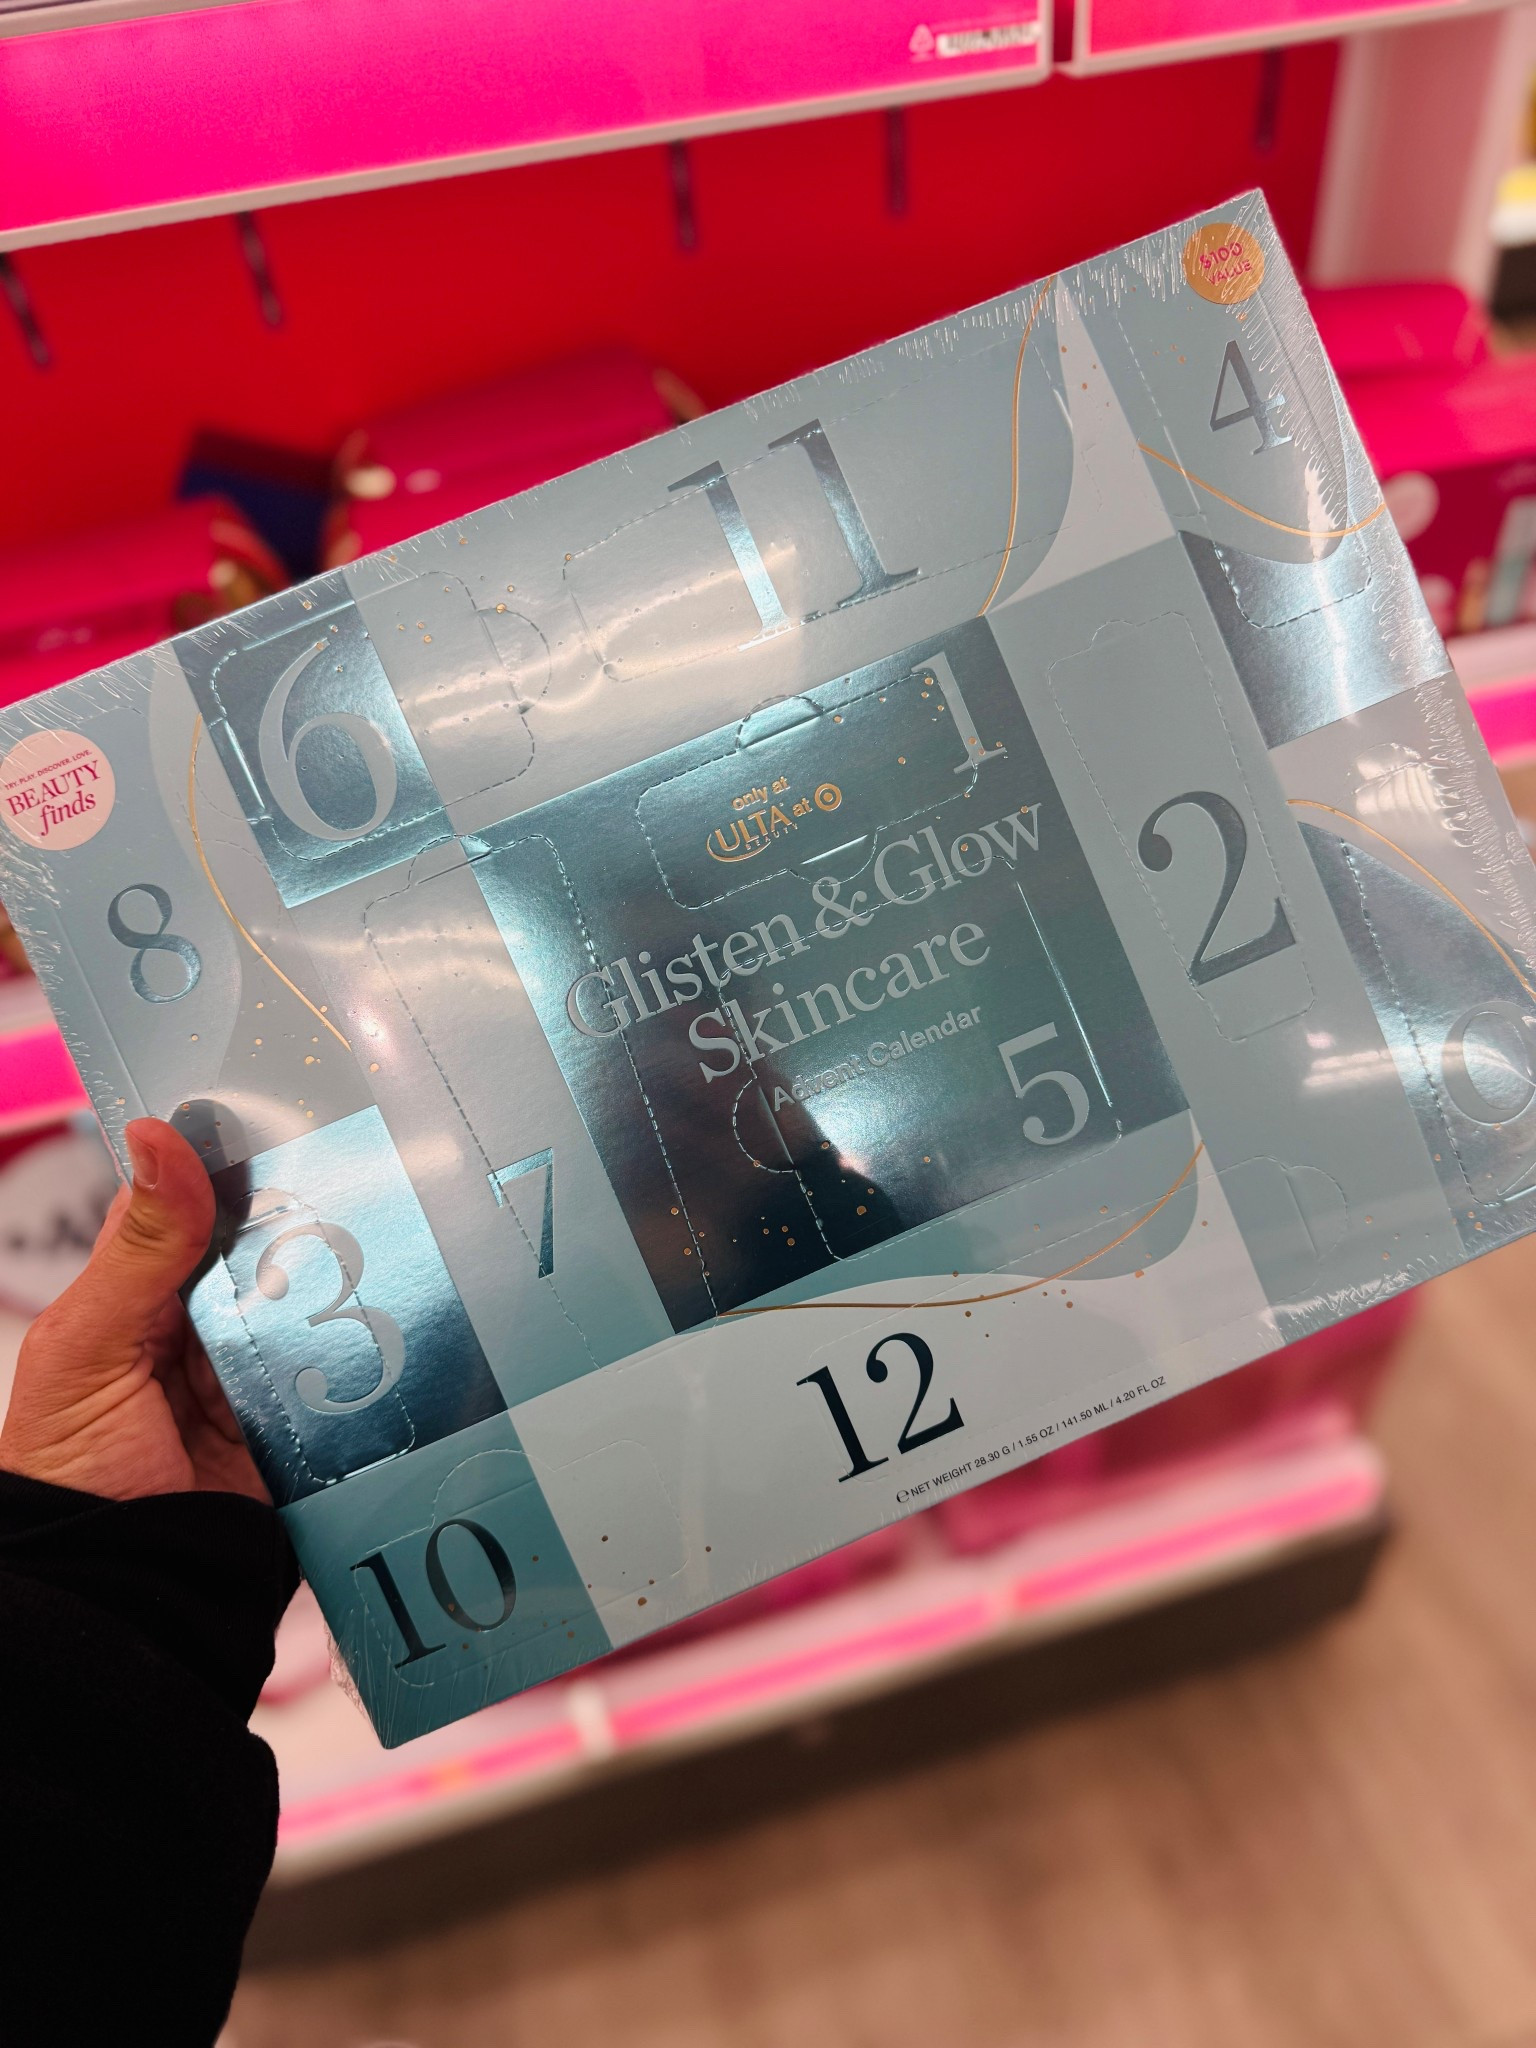 $100
VALUE
4
11
6
TRY. PLAY. DISCOVER. LOVE.
BEAUTY
finds
1
only at
ULTA at
BEAUTY
2
8
Glisten & Glow
Skincare
Advent Calendar
5
7
9
3
12
e NET WEIGHT 28.30 G / 1.55 OZ / 141.50 ML / 4.20 FL OZ
10